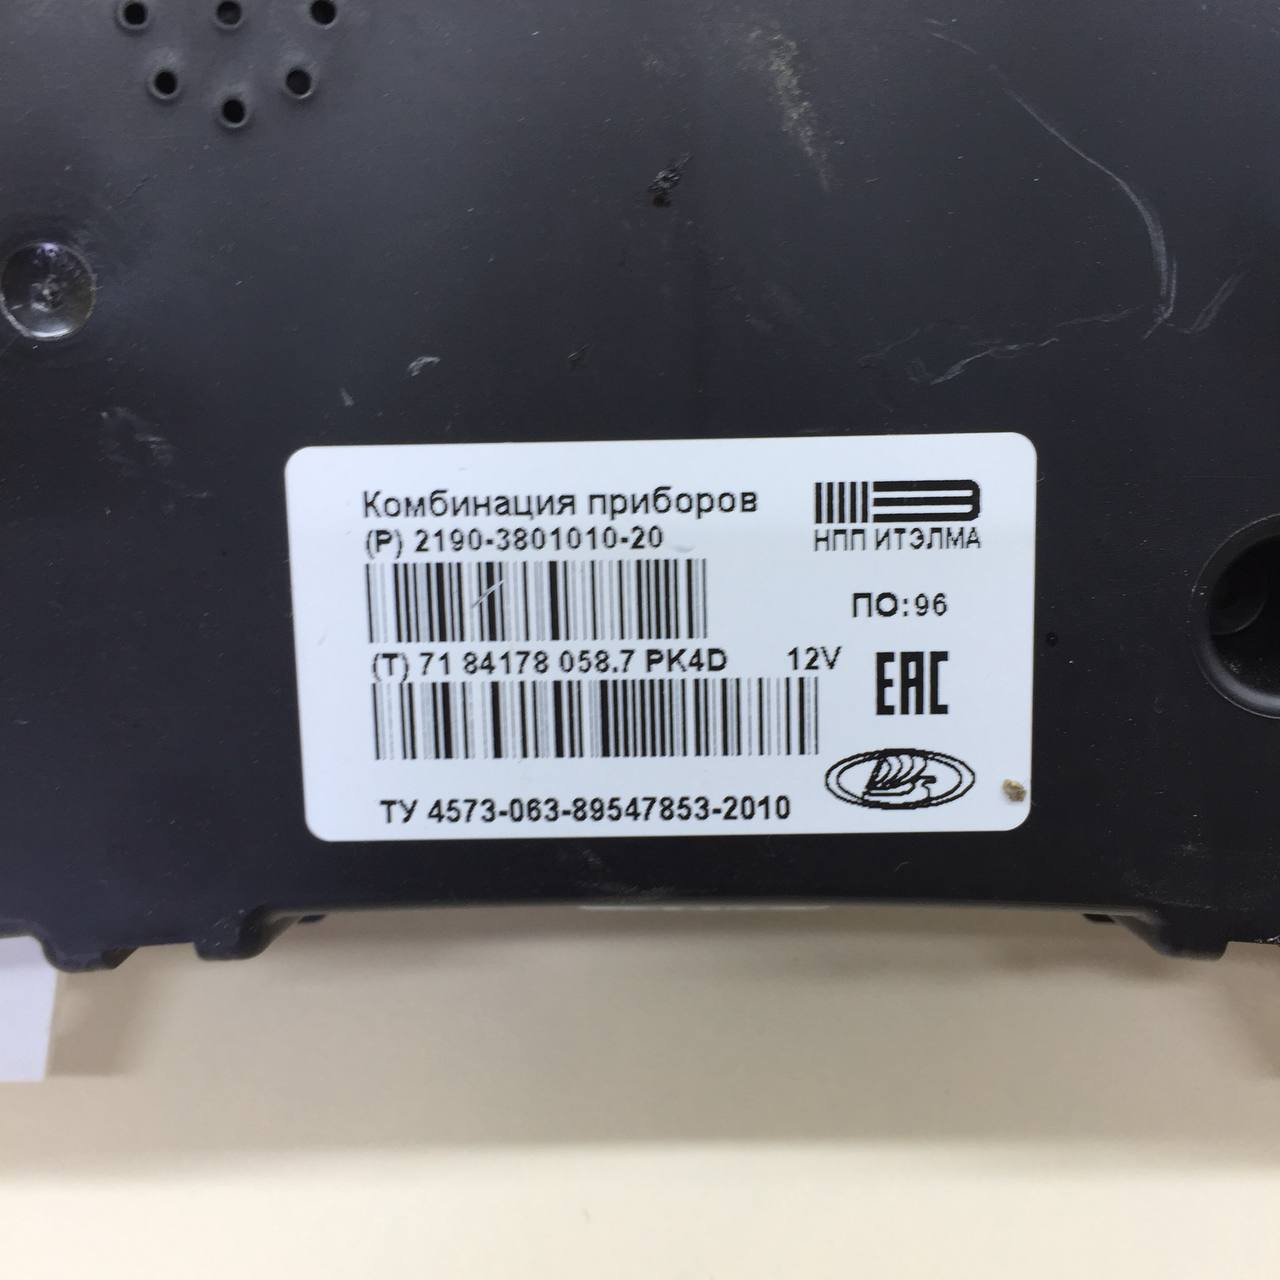 Комбинация приборов
(P) 2190-3801010-20
НПП ИТЭЛМА
ПО:96
(T) 71 84178 058.7 PK4D 12V
EAC
ТУ 4573-063-89547853-2010